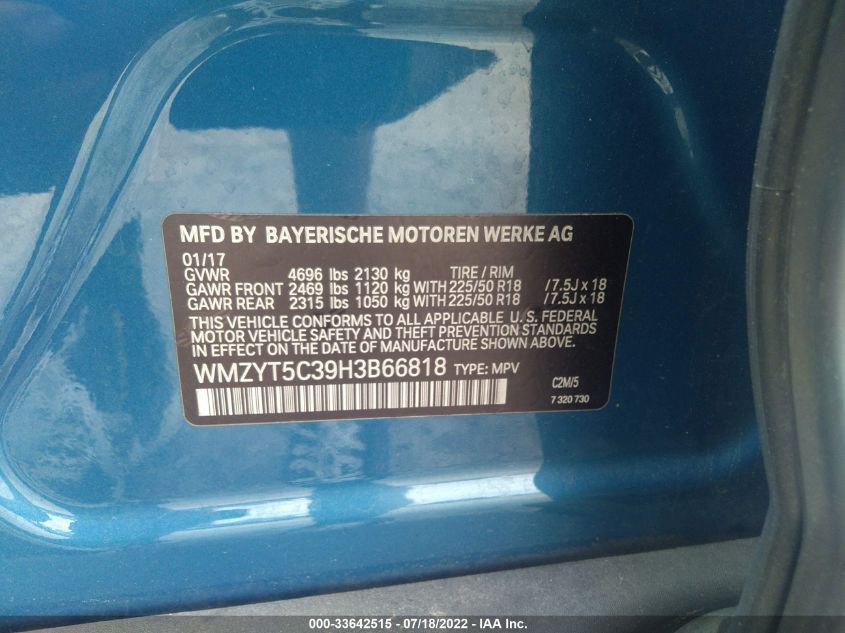 MFD BY BAYERISCHE MOTOREN WERKE AG
01/17
GVWR 4696 lbs 2130 kg TIRE / RIM
GAWR FRONT 2469 lbs 1120 kg WITH 225/50 R18 / 7.5J x 18
GAWR REAR 2315 lbs 1050 kg WITH 225/50 R18 / 7.5J x 18
THIS VEHICLE CONFORMS TO ALL APPLICABLE U. S. FEDERAL
MOTOR VEHICLE SAFETY AND THEFT PREVENTION STANDARDS
IN EFFECT ON THE DATE OF MANUFACTURE SHOWN ABOVE.
WMZYT5C39H3B66818 TYPE: MPV
C2M/5
7 320 730
000-33642515 - 07/18/2022 - IAA Inc.